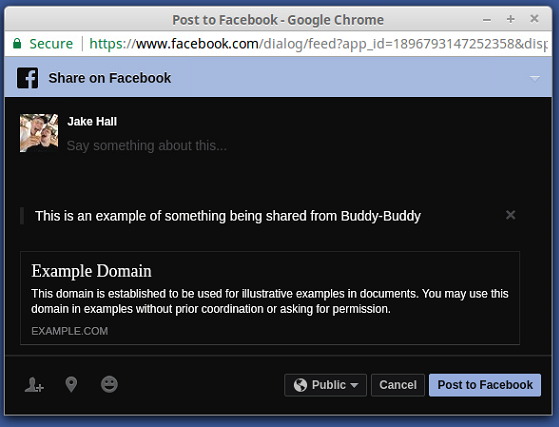 Post to Facebook - Google Chrome
Secure https://www.facebook.com/dialog/feed?app_id=1896793147252358&disp
Share on Facebook
Jake Hall
Say something about this...
This is an example of something being shared from Buddy-Buddy
Example Domain
This domain is established to be used for illustrative examples in documents. You may use this
domain in examples without prior coordination or asking for permission.
EXAMPLE.COM
Public Cancel Post to Facebook